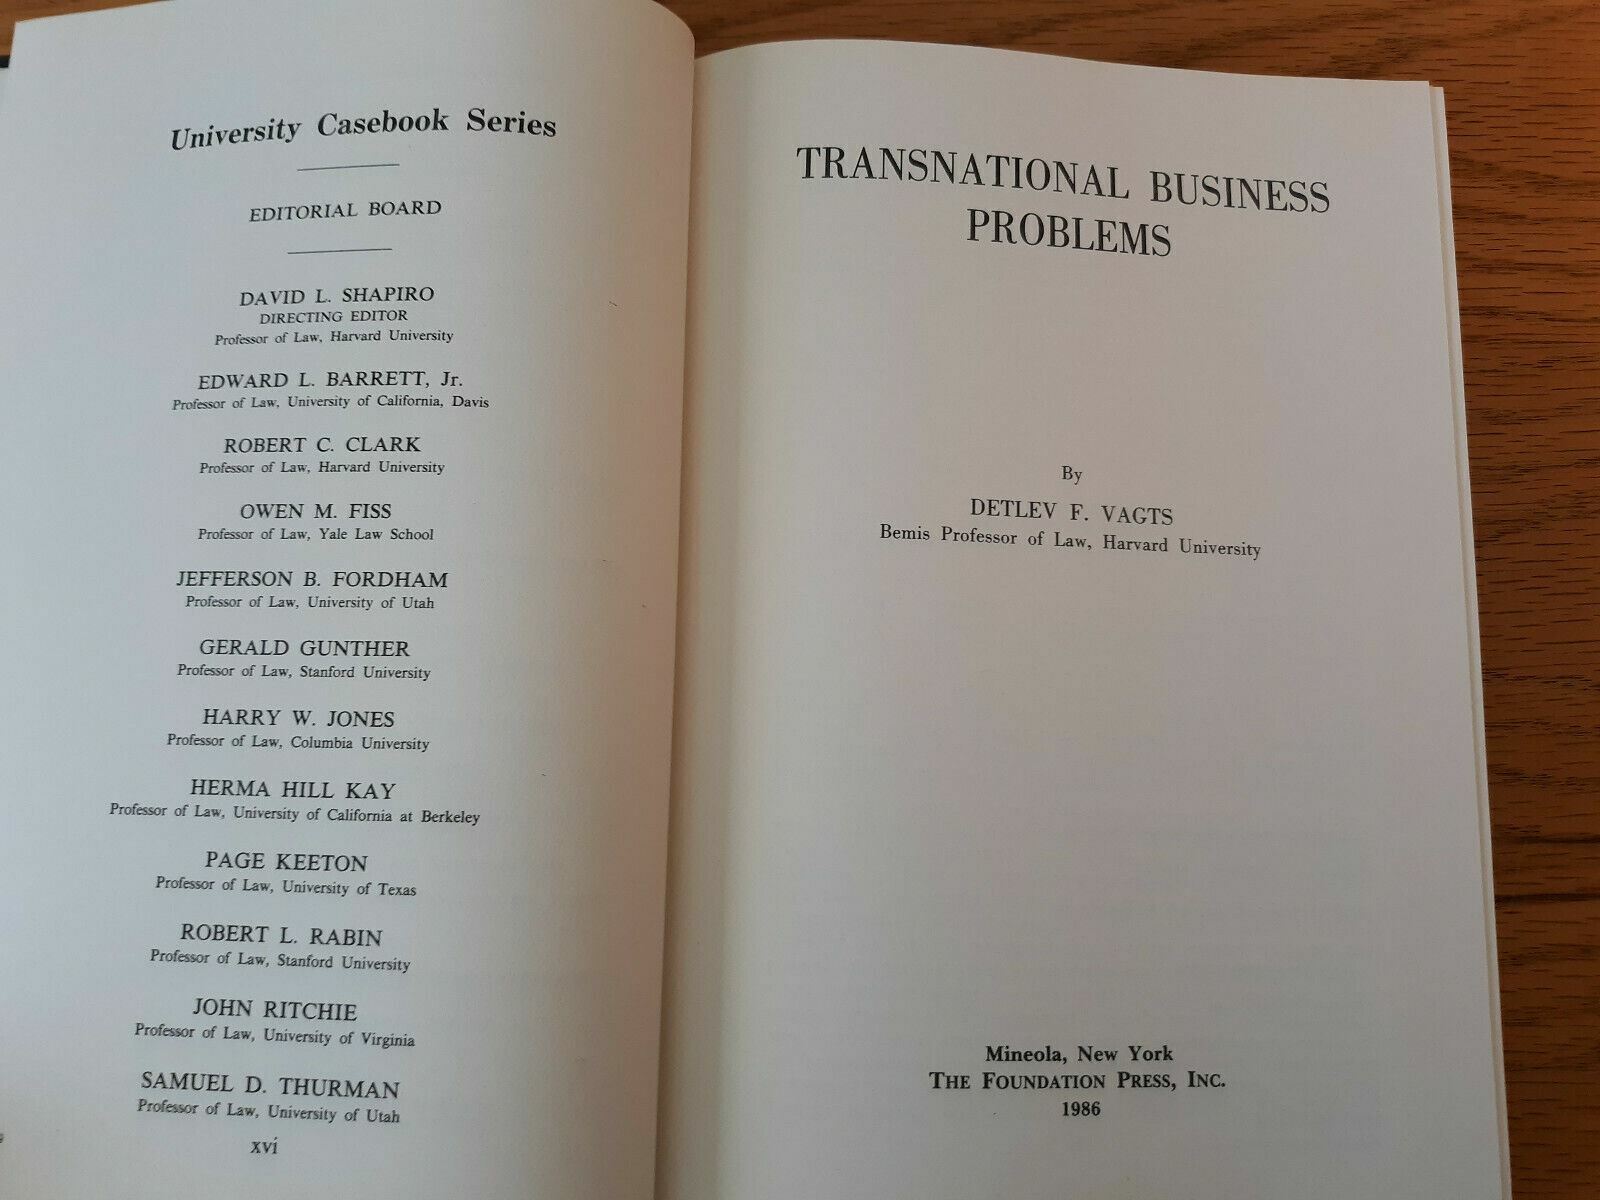 University Casebook Series
EDITORIAL BOARD
DAVID L. SHAPIRO
DIRECTING EDITOR
Professor of Law, Harvard University
EDWARD L. BARRETT, Jr.
Professor of Law, University of California, Davis
ROBERT C. CLARK
Professor of Law, Harvard University
OWEN M. FISS
Professor of Law, Yale Law School
JEFFERSON B. FORDHAM
Professor of Law, University of Utah
GERALD GUNTHER
Professor of Law, Stanford University
HARRY W. JONES
Professor of Law, Columbia University
HERMA HILL KAY
Professor of Law, University of California at Berkeley
PAGE KEETON
Professor of Law, University of Texas
ROBERT L. RABIN
Professor of Law, Stanford University
JOHN RITCHIE
Professor of Law, University of Virginia
SAMUEL D. THURMAN
Professor of Law, University of Utah
xvi
TRANSNATIONAL BUSINESS
PROBLEMS
By
DETLEV F. VAGTS
Bemis Professor of Law, Harvard University
Mineola, New York
THE FOUNDATION PRESS, INC.
1986